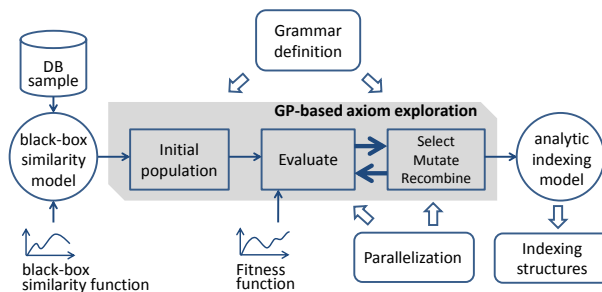 Grammar
definition
DB
sample
GP-based axiom exploration
black-box
similarity
model
Initial
population
Evaluate
Select
Mutate
Recombine
analytic
indexing
model
black-box
similarity function
Fitness
function
Parallelization
Indexing
structures